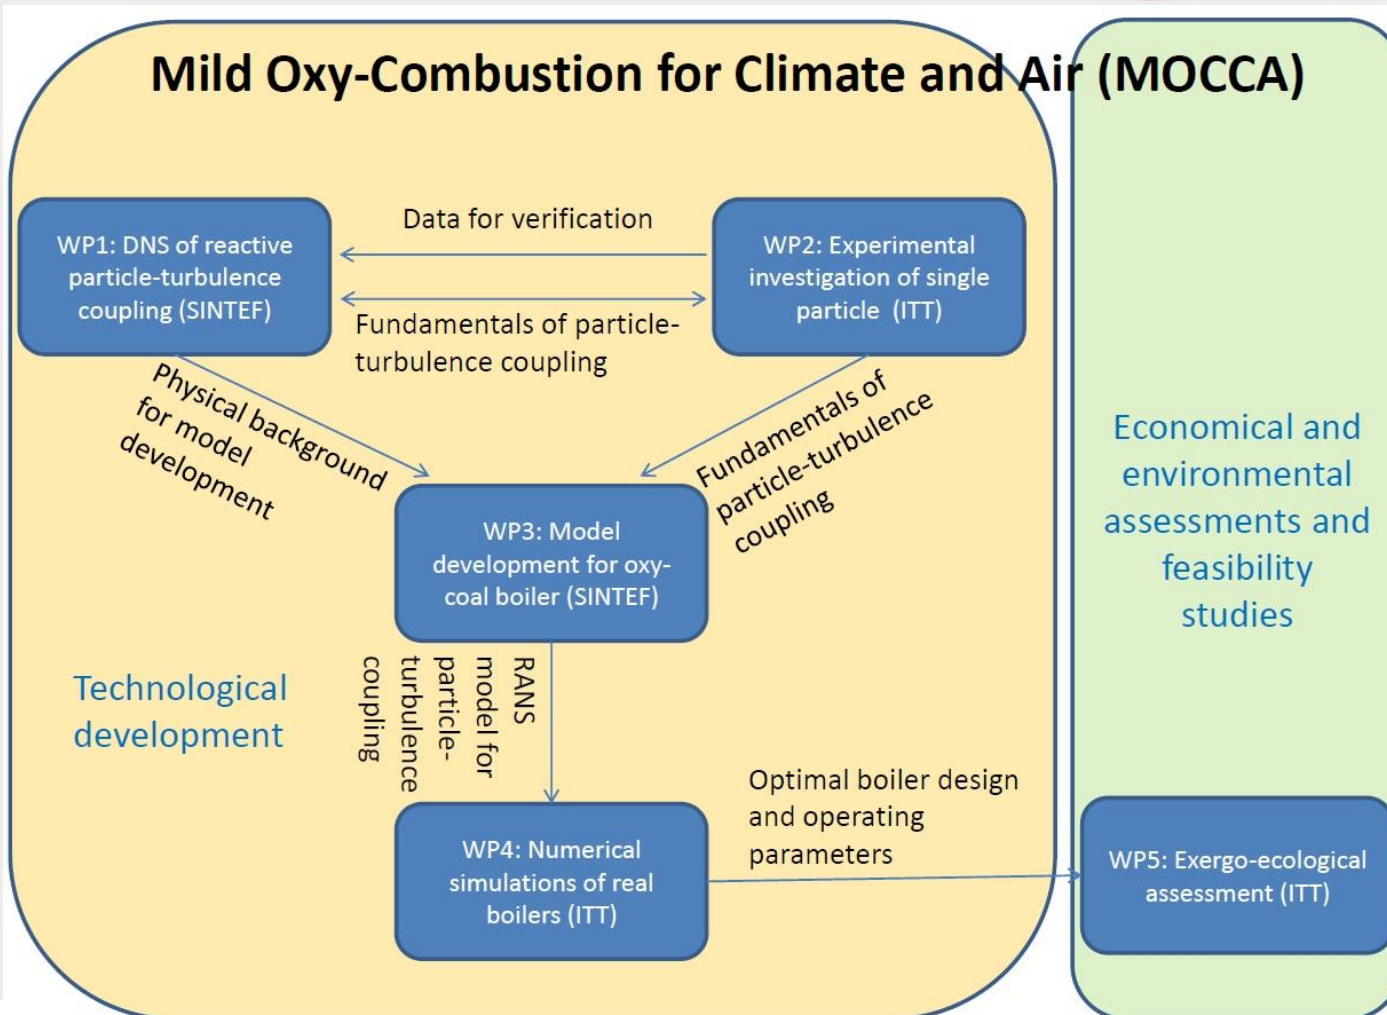 Mild Oxy-Combustion for Climate and Air (MOCCA)
WP1: DNS of reactive
particle-turbulence
coupling (SINTEF)
Data for verification
Fundamentals of particle-
turbulence coupling
WP2: Experimental
investigation of single
particle (ITT)
Physical background
for model
development
Fundamentals of
particle-turbulence
coupling
WP3: Model
development for oxy-
coal boiler (SINTEF)
RANS
model for
particle-
turbulence
coupling
Technological
development
WP4: Numerical
simulations of real
boilers (ITT)
Optimal boiler design
and operating
parameters
Economical and
environmental
assessments and
feasibility
studies
WP5: Exergo-ecological
assessment (ITT)